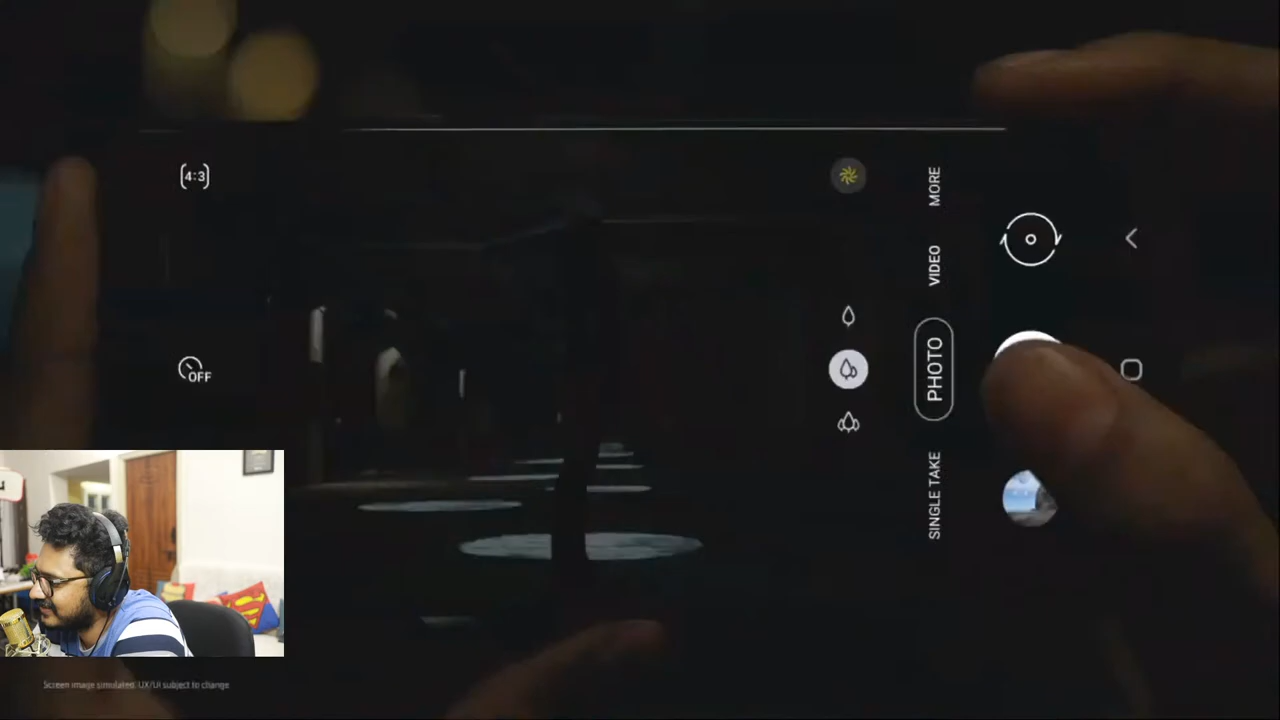 [4:3]
OFF
MORE
VIDEO
PHOTO
SINGLE TAKE
Screen image simulated. UX/UI subject to change